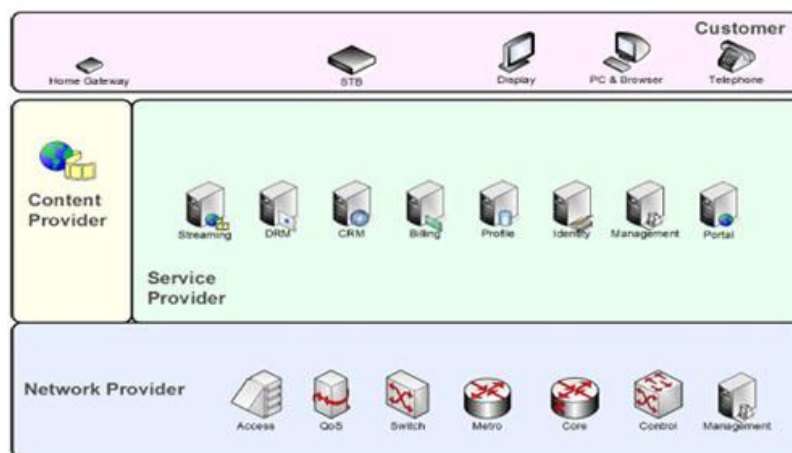 Customer
Home Gateway
STB
Display
PC & Browser
Telephone
Content
Provider
Streaming
DRM
CRM
Billing
Profile
Identity
Management
Portal
Service
Provider
Network Provider
Access
QoS
Switch
Metro
Core
Control
Management